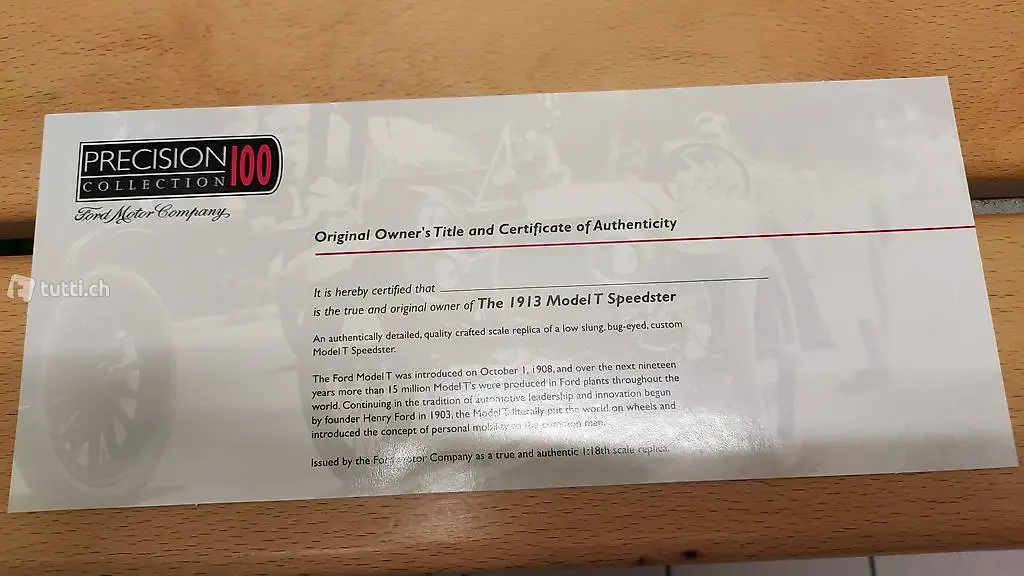 PRECISION 100
COLLECTION
Ford Motor Company
Original Owner's Title and Certificate of Authenticity
It is hereby certified that
is the true and original owner of The 1913 Model T Speedster
An authentically detailed, quality crafted scale replica of a low slung, bug-eyed, custom
Model T Speedster.
The Ford Model T was introduced on October 1, 1908, and over the next nineteen
years more than 15 million Model T's were produced in Ford plants throughout the
world. Continuing in the tradition of automotive leadership and innovation begun
by founder Henry Ford in 1903, the Model T literally put the world on wheels and
introduced the concept of personal mobility to the common man.
Issued by the Ford Motor Company as a true and authentic 1:18th scale replica.
tutti.ch